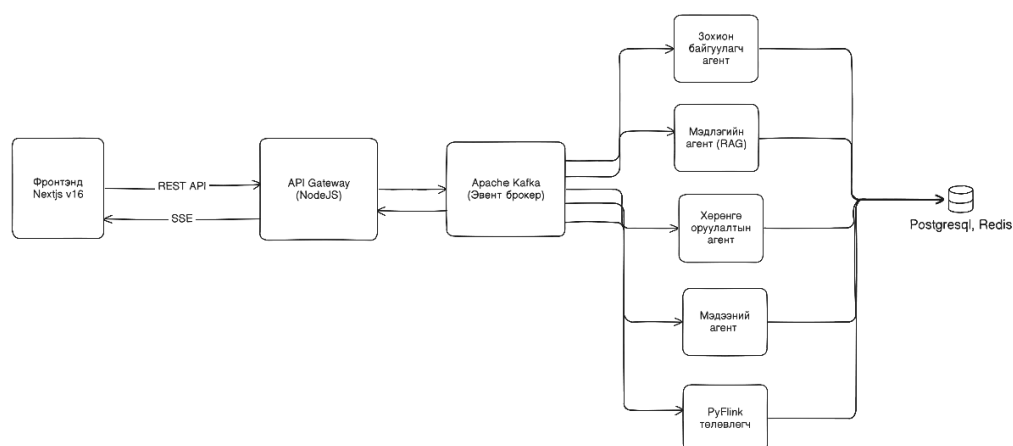 Фронтэнд
Nextjs v16
REST API
SSE
API Gateway
(NodeJS)
Apache Kafka
(Эвент брокер)
Зохион
байгуулагч
агент
Мэдлэгийн
агент (RAG)
Хөрөнгө
оруулалтын
агент
Мэдээний
агент
PyFlink
төлөвлөгч
Postgresql, Redis